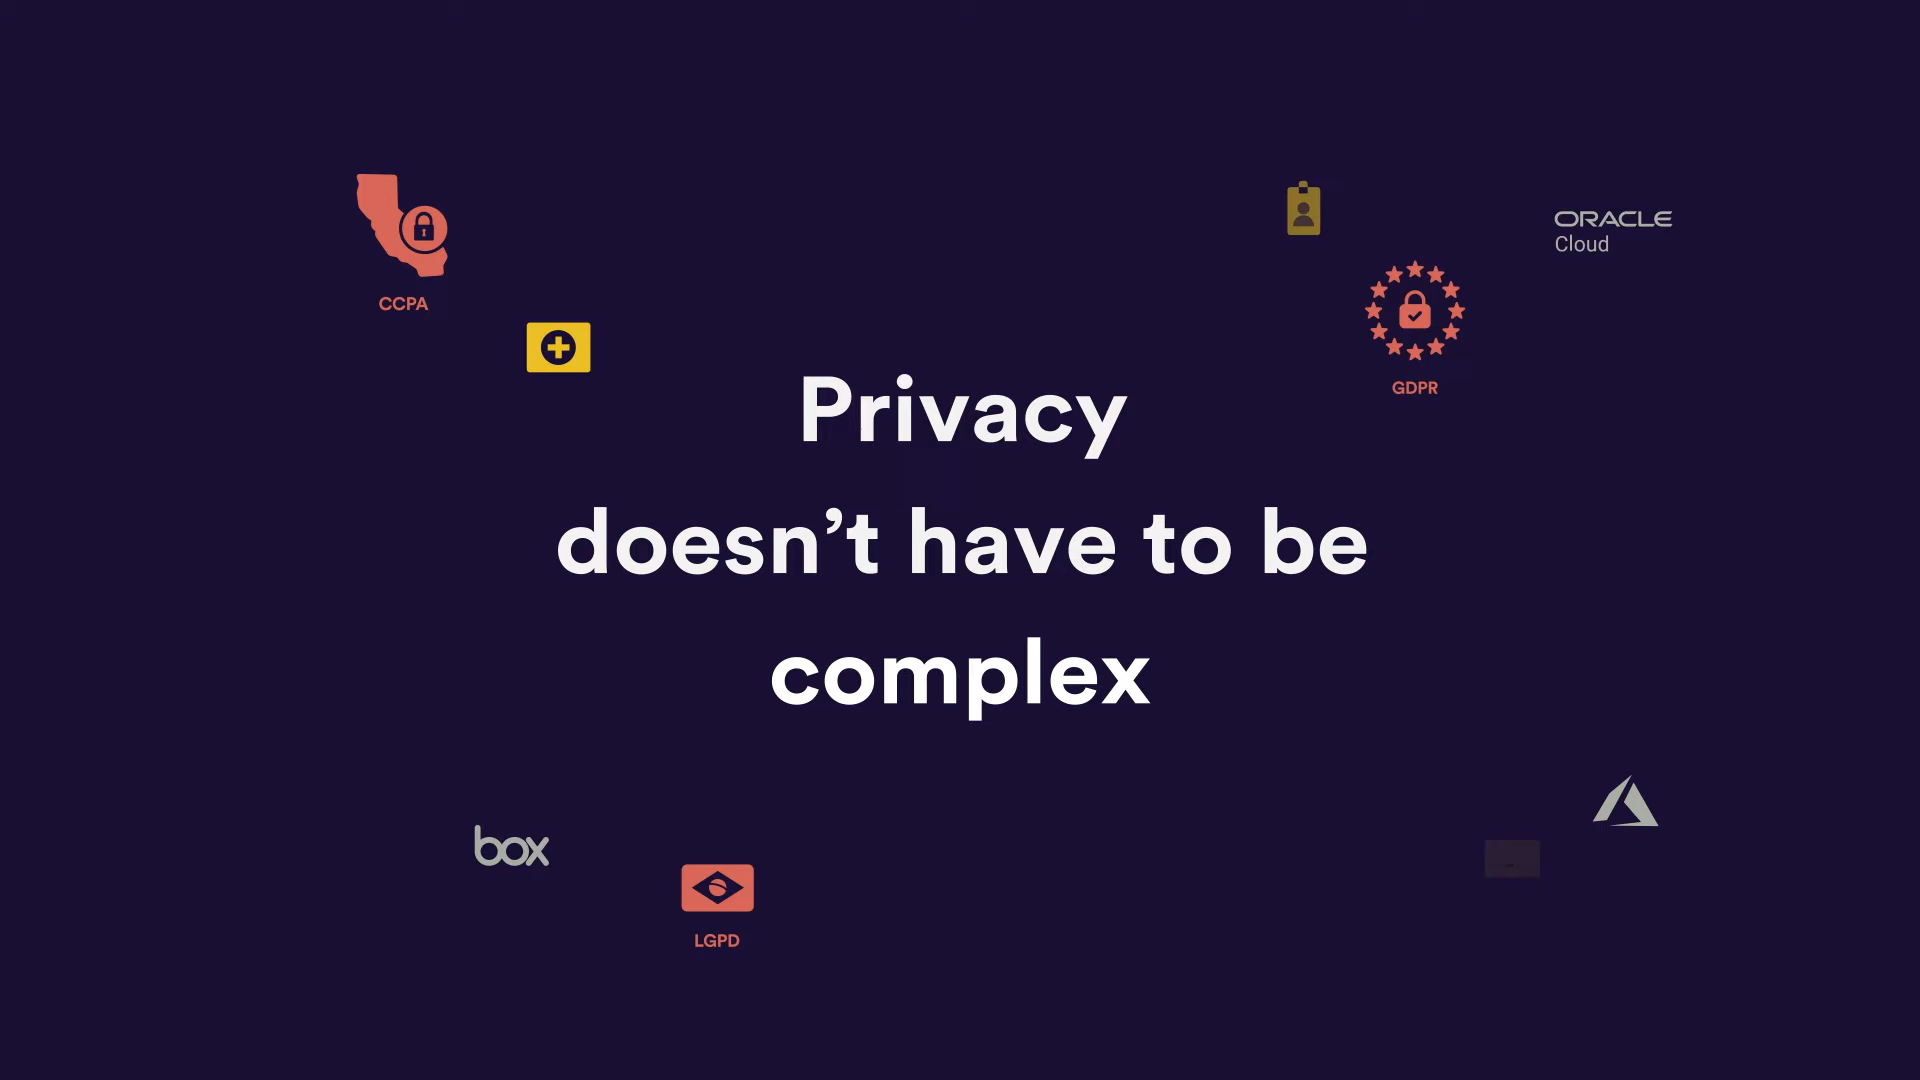 ORACLE
Cloud
CCPA
GDPR
Privacy
doesn’t have to be
complex
box
LGPD